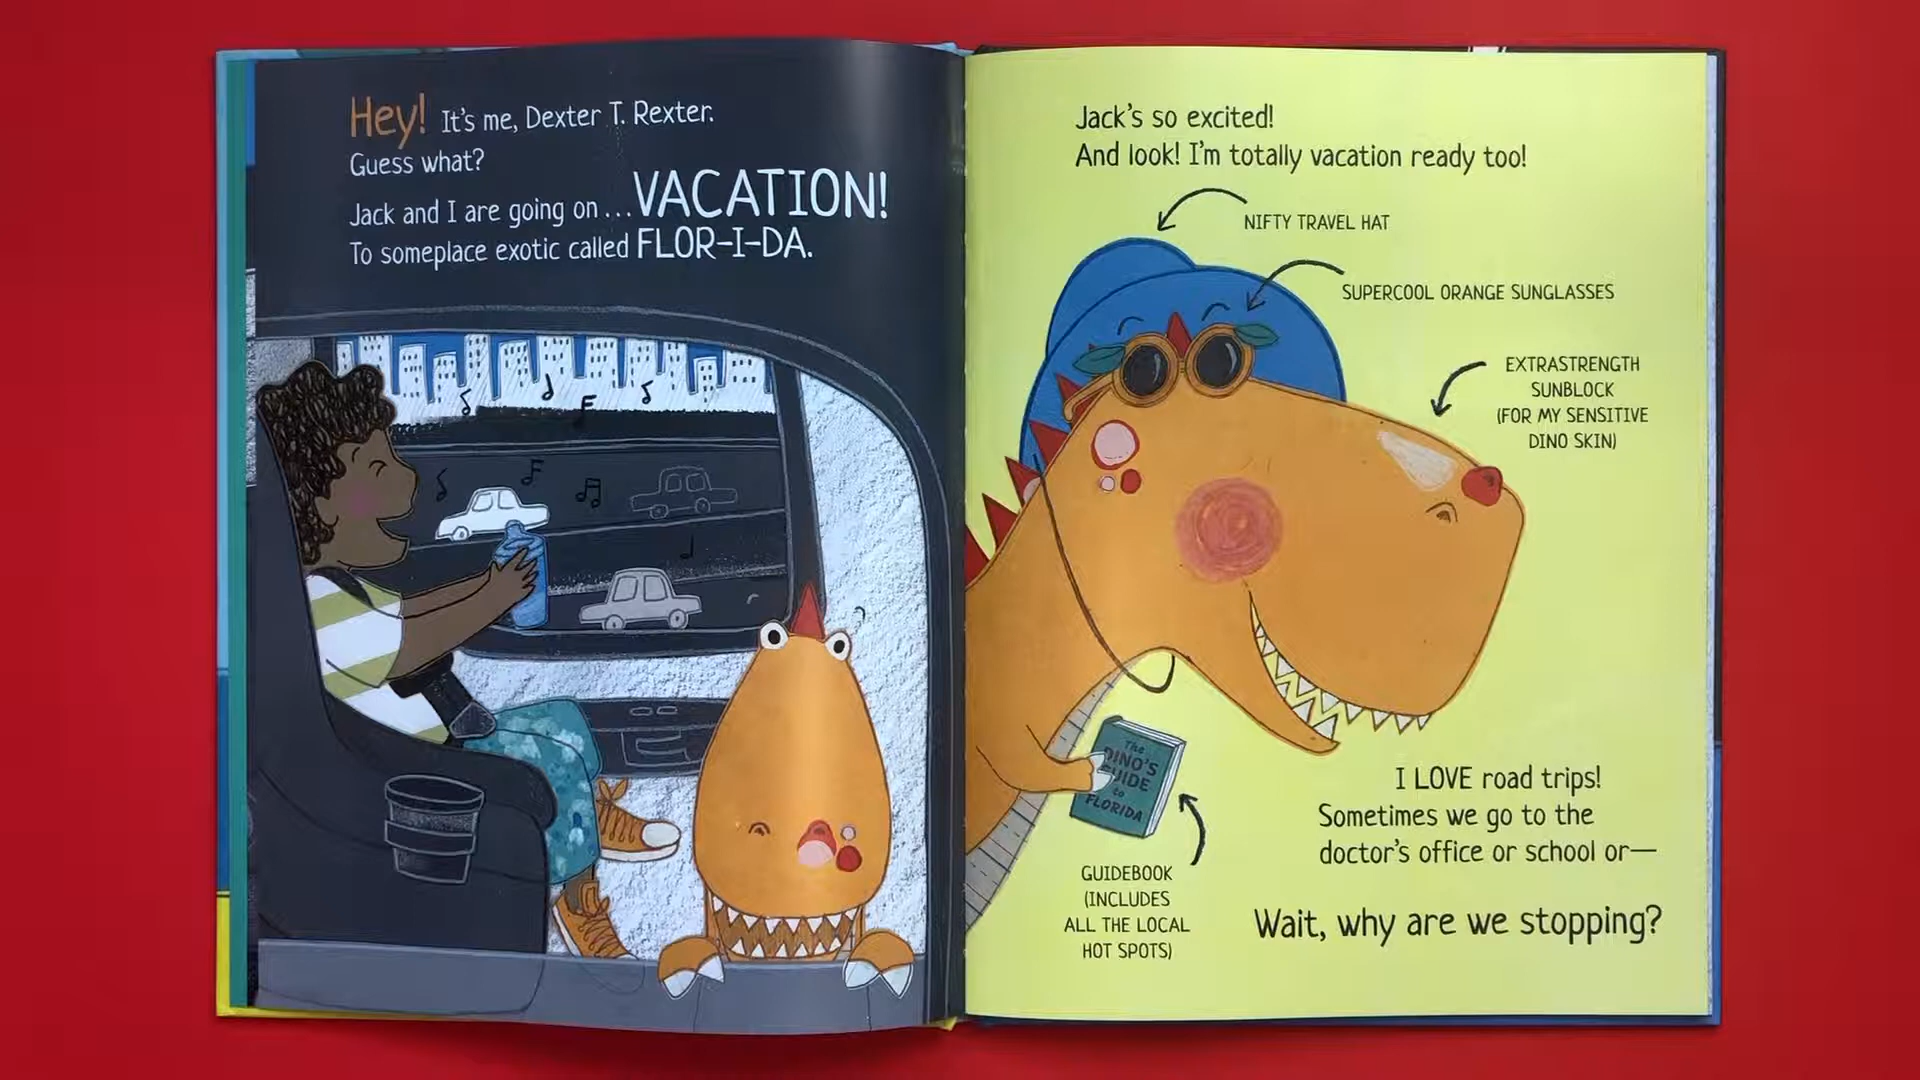 Hey! It's me, Dexter T. Rexter.
Guess what?
Jack and I are going on... VACATION!
To someplace exotic called FLOR-I-DA.
Jack's so excited!
And look! I'm totally vacation ready too!
NIFTY TRAVEL HAT
SUPERCOOL ORANGE SUNGLASSES
EXTRASTRENGTH
SUNBLOCK
(FOR MY SENSITIVE
DINO SKIN)
The
DINO'S
GUIDE
to
FLORIDA
GUIDEBOOK
(INCLUDES
ALL THE LOCAL
HOT SPOTS)
I LOVE road trips!
Sometimes we go to the
doctor's office or school or—
Wait, why are we stopping?